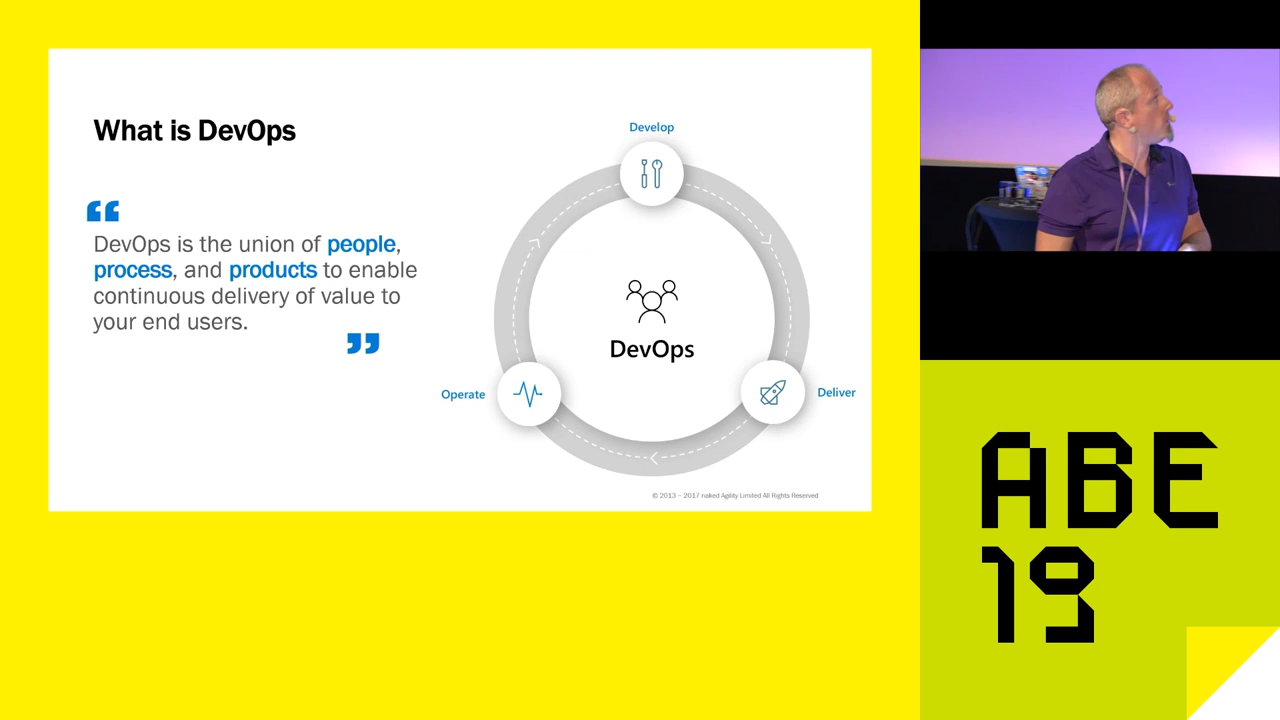 What is DevOps
“
DevOps is the union of people,
process, and products to enable
continuous delivery of value to
your end users.
”
Develop
DevOps
Operate
Deliver
© 2013 – 2017 naked Agility Limited All Rights Reserved
ABE
19